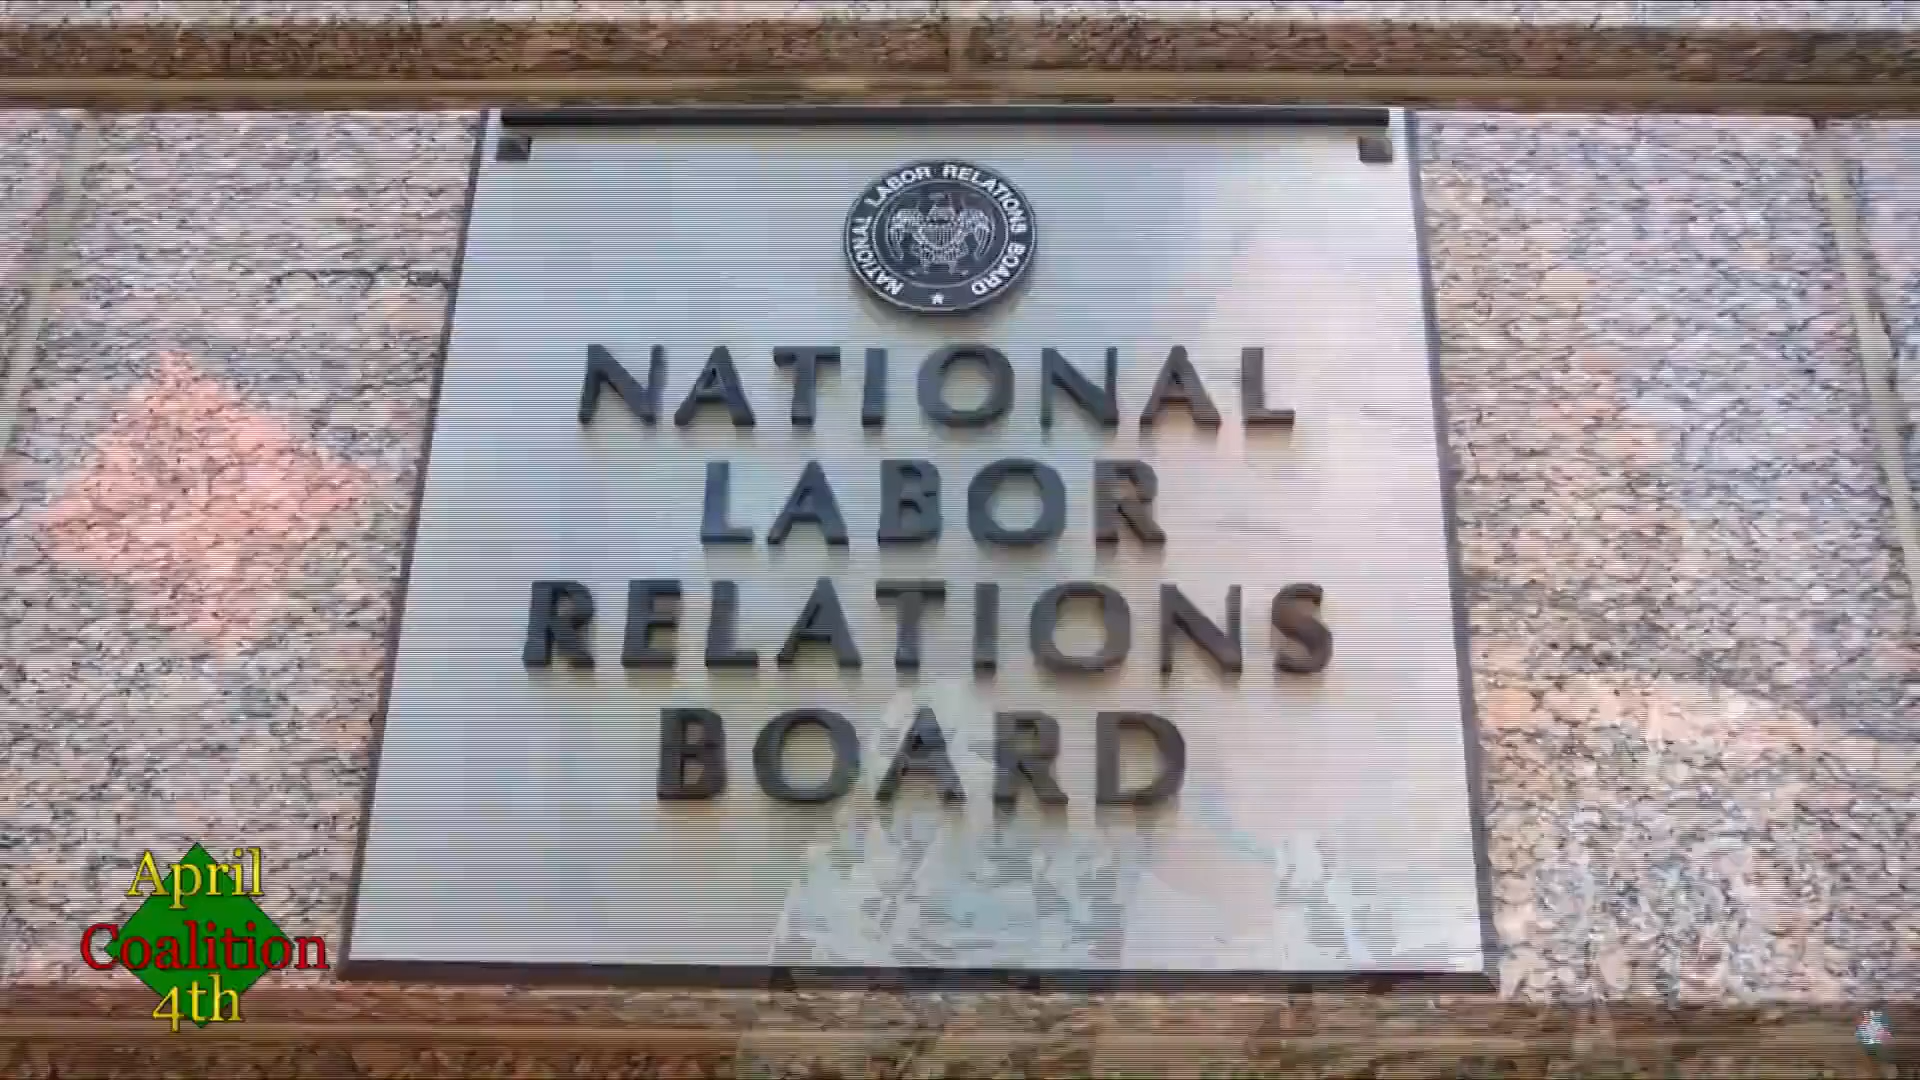 NATIONAL LABOR RELATIONS BOARD
NATIONAL
LABOR
RELATIONS
BOARD
April
Coalition
4th